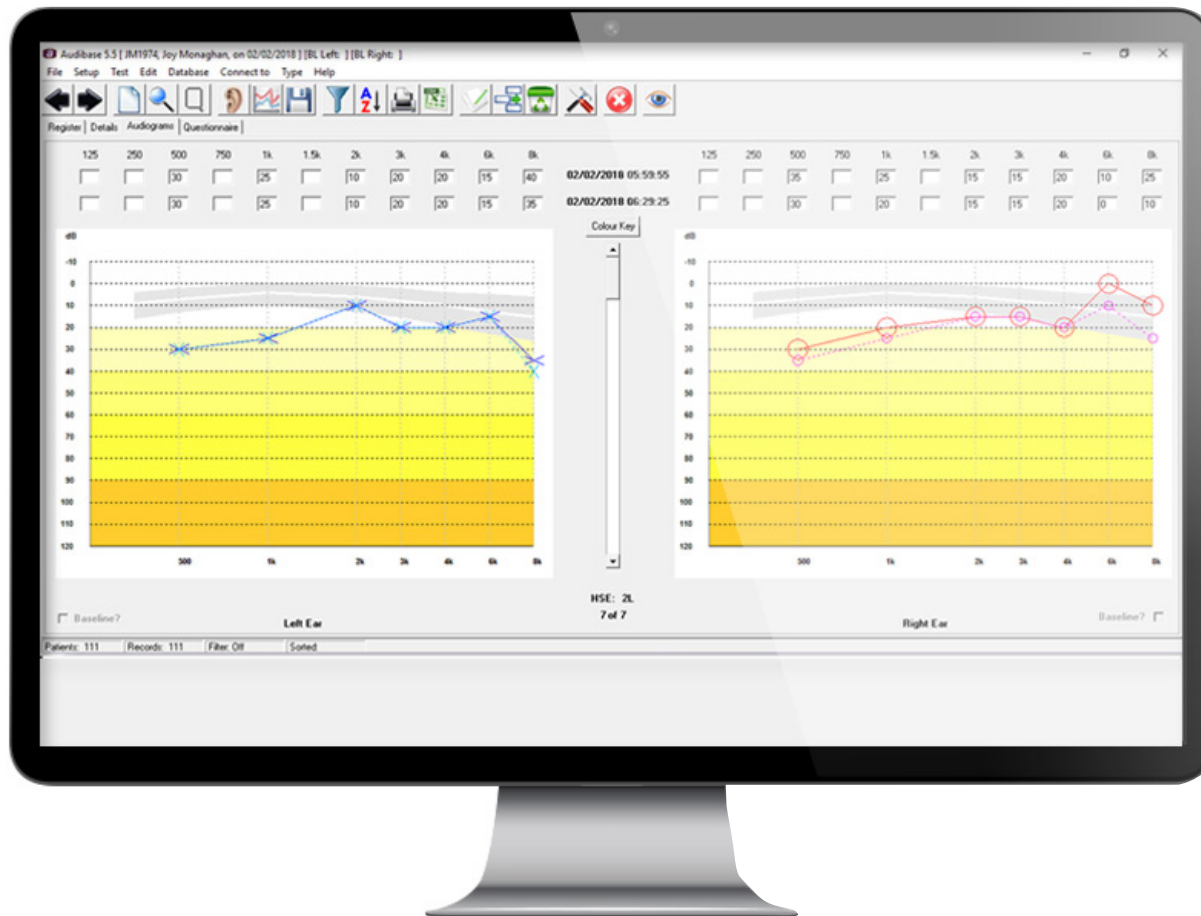 Audibase 5.5 [ JM1974, Joy Monaghan, on 02/02/2018 ] [BL Left: ] [BL Right: ]
File Setup Test Edit Database Connect to Type Help
A
Z
Register Details Audiograms Questionnaire
125 250 500 750 1k 1.5k 2k 3k 4k 6k 8k 125 250 500 750 1k 1.5k 2k 3k 4k 6k 8k
30 25 10 20 20 15 40 02/02/2018 05:59:55 35 25 15 15 20 10 25
30 25 10 20 20 15 35 02/02/2018 06:29:25 30 20 15 15 20 0 10
Colour Key
dB
-10
0
10
20
30
40
50
60
70
80
90
100
110
120
500 1k 2k 3k 4k 6k 8k
dB
-10
0
10
20
30
40
50
60
70
80
90
100
110
120
500 1k 2k 3k 4k 6k 8k
HSE: 2L
7 of 7
Baseline? Left Ear Right Ear Baseline?
Patients: 111 Records: 111 Filter: Off Sorted: